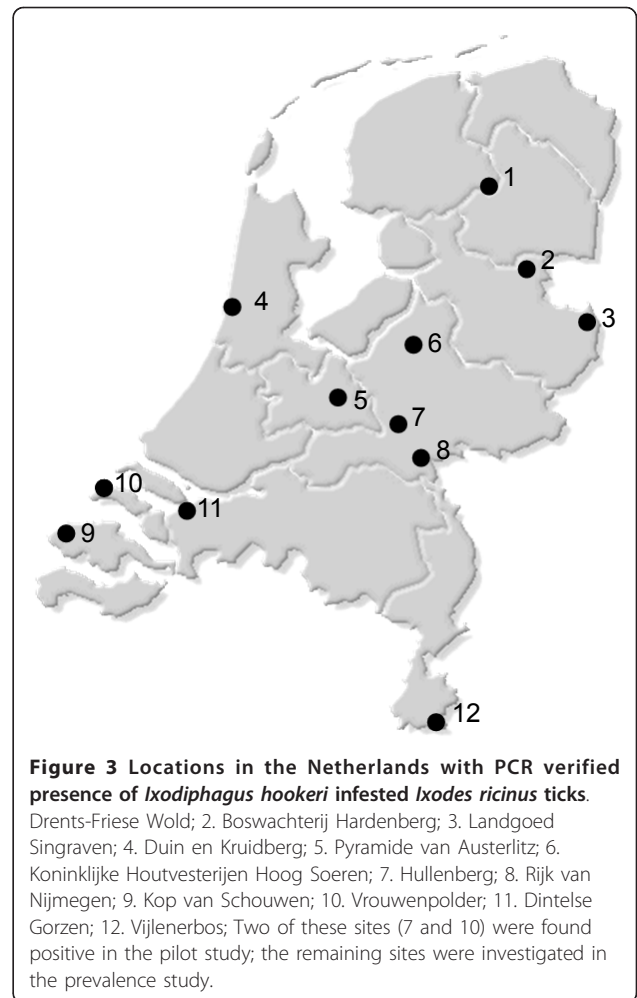 1
2
3
4
5
6
7
8
9
10
11
12
Figure 3 Locations in the Netherlands with PCR verified
presence of Ixodiphagus hookeri infested Ixodes ricinus ticks.
Drents-Friese Wold; 2. Boswachterij Hardenberg; 3. Landgoed
Singraven; 4. Duin en Kruidberg; 5. Pyramide van Austerlitz; 6.
Koninklijke Houtvesterijen Hoog Soeren; 7. Hullenberg; 8. Rijk van
Nijmegen; 9. Kop van Schouwen; 10. Vrouwenpolder; 11. Dintelse
Gorzen; 12. Vijlenerbos; Two of these sites (7 and 10) were found
positive in the pilot study; the remaining sites were investigated in
the prevalence study.